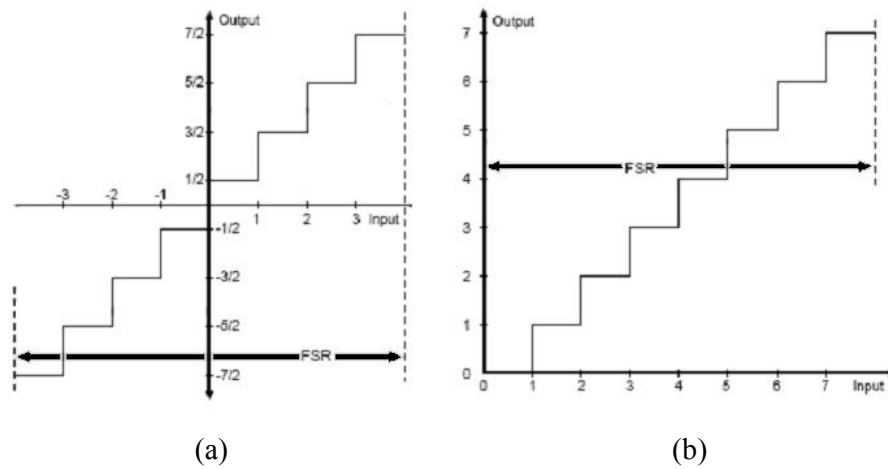 Output
7/2
5/2
3/2
1/2
-3 -2 -1
1 2 3 Input
-1/2
-3/2
-5/2
FSR
-7/2
(a)
Output
7
6
5
FSR
4
3
2
1
0
0 1 2 3 4 5 6 7 Input
(b)